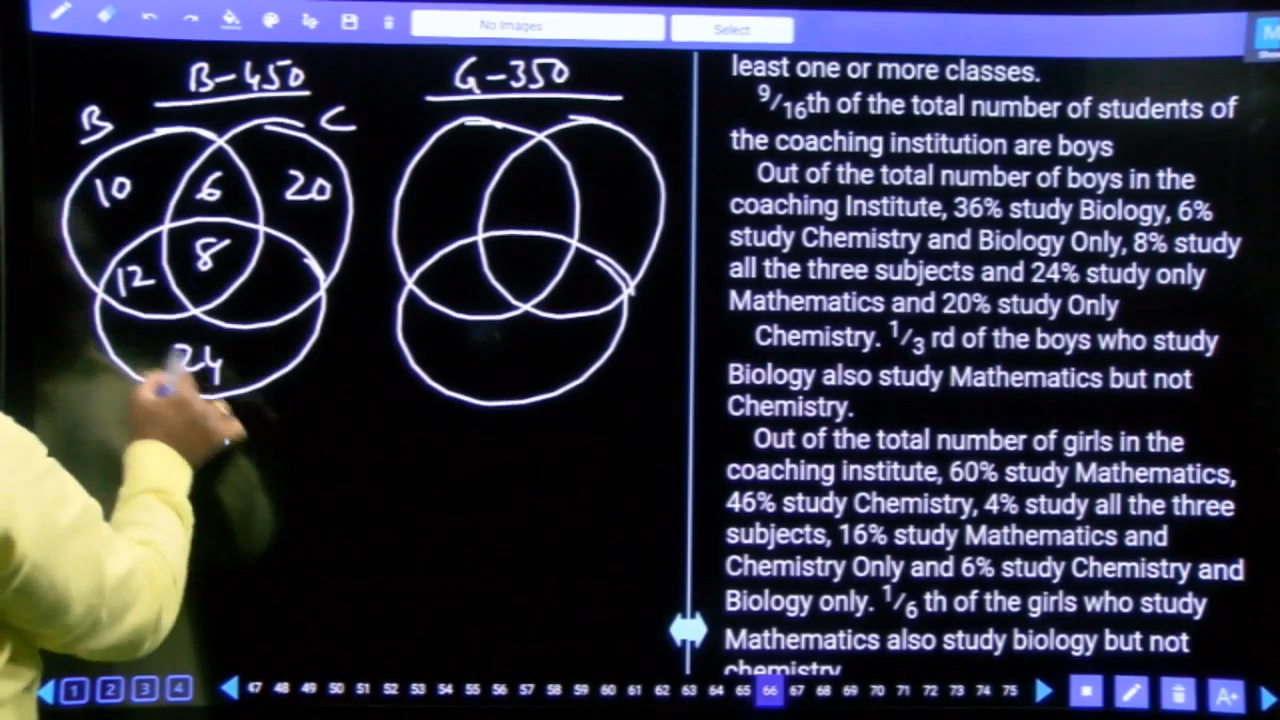 No Images
Select
B-450
G-350
B
C
10
6
20
8
12
24
least one or more classes.
9/16th of the total number of students of
the coaching institution are boys
Out of the total number of boys in the
coaching Institute, 36% study Biology, 6%
study Chemistry and Biology Only, 8% study
all the three subjects and 24% study only
Mathematics and 20% study Only
Chemistry. 1/3 rd of the boys who study
Biology also study Mathematics but not
Chemistry.
Out of the total number of girls in the
coaching institute, 60% study Mathematics,
46% study Chemistry, 4% study all the three
subjects, 16% study Mathematics and
Chemistry Only and 6% study Chemistry and
Biology only. 1/6 th of the girls who study
Mathematics also study biology but not
chemistry
1 2 3 4
47 48 49 50 51 52 53 54 55 56 57 58 59 60 61 62 63 64 65 66 67 68 69 70 71 72 73 74 75
A+